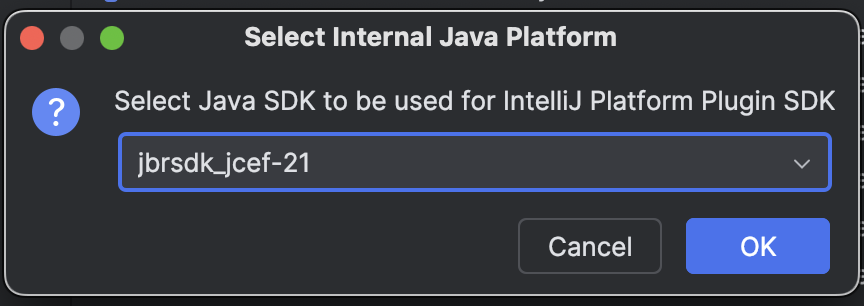 Select Internal Java Platform
Select Java SDK to be used for IntelliJ Platform Plugin SDK
?
jbrsdk_jcef-21
Cancel OK